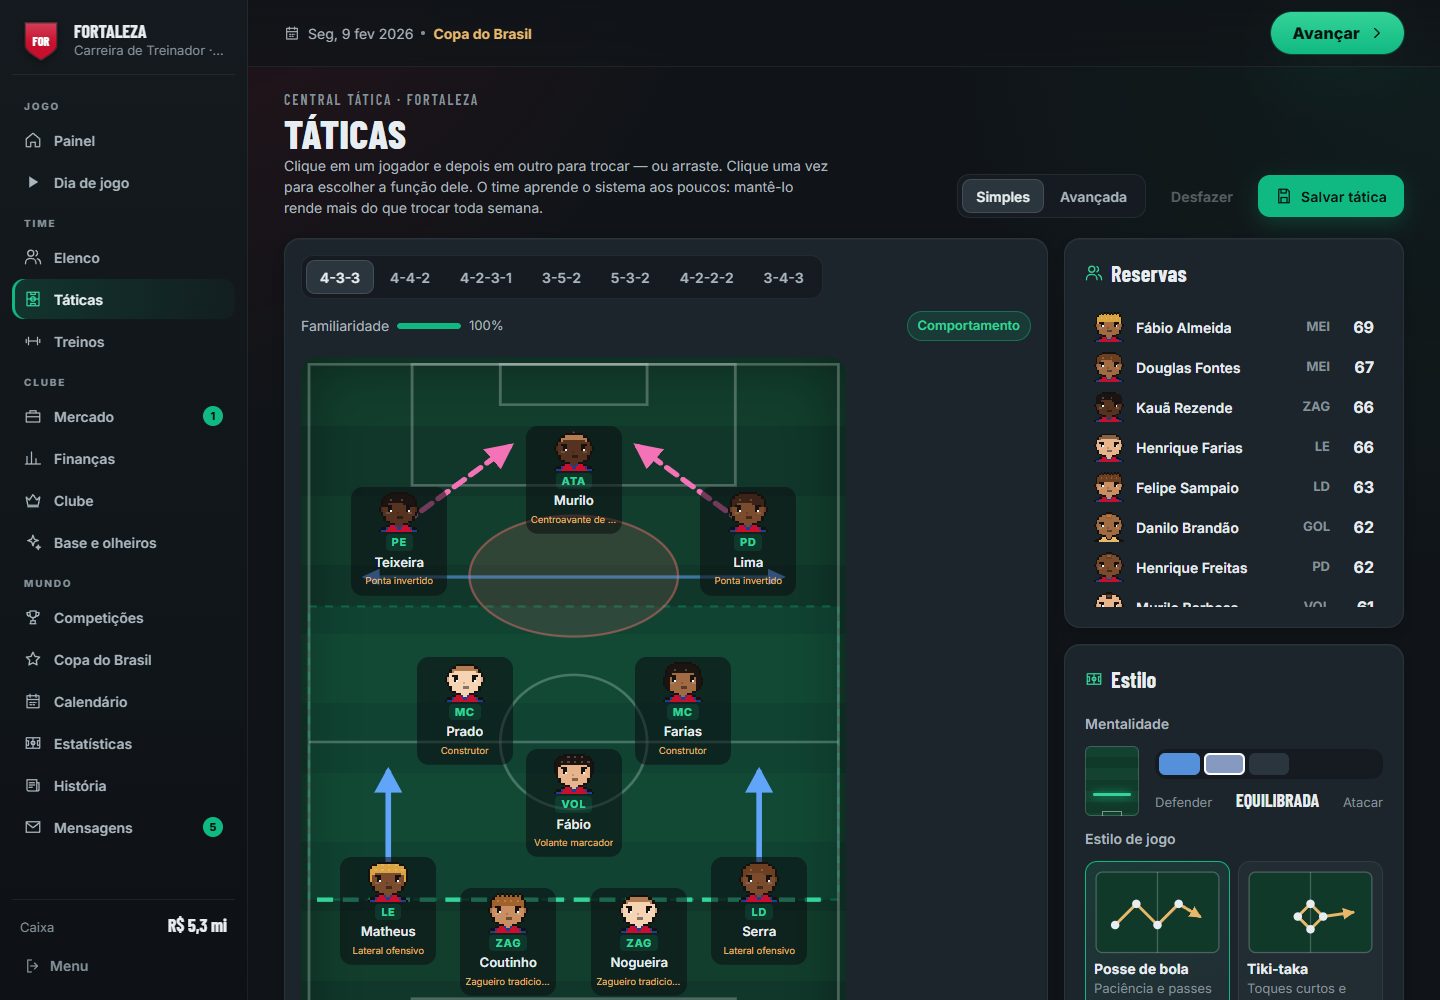 FOR
FORTALEZA
Carreira de Treinador ·...
JOGO
Painel
Dia de jogo
TIME
Elenco
Táticas
Treinos
CLUBE
Mercado 1
Finanças
Clube
Base e olheiros
MUNDO
Competições
Copa do Brasil
Calendário
Estatísticas
História
Mensagens 5
Caixa R$ 5,3 mi
Menu
Seg, 9 fev 2026 • Copa do Brasil
Avançar
CENTRAL TÁTICA · FORTALEZA
TÁTICAS
Clique em um jogador e depois em outro para trocar — ou arraste. Clique uma vez
para escolher a função dele. O time aprende o sistema aos poucos: mantê-lo
rende mais do que trocar toda semana.
Simples Avançada Desfazer Salvar tática
4-3-3 4-4-2 4-2-3-1 3-5-2 5-3-2 4-2-2-2 3-4-3
Familiaridade 100% Comportamento
ATA
Murilo
Centroavante de ...
PE
Teixeira
Ponta invertido
PD
Lima
Ponta invertido
MC
Prado
Construtor
MC
Farias
Construtor
VOL
Fábio
Volante marcador
LE
Matheus
Lateral ofensivo
ZAG
Coutinho
Zagueiro tradicio...
ZAG
Nogueira
Zagueiro tradicio...
LD
Serra
Lateral ofensivo
Reservas
Fábio Almeida MEI 69
Douglas Fontes MEI 67
Kauã Rezende ZAG 66
Henrique Farias LE 66
Felipe Sampaio LD 63
Danilo Brandão GOL 62
Henrique Freitas PD 62
Murilo Barbosa VOL 61
Estilo
Mentalidade
Defender EQUILIBRADA Atacar
Estilo de jogo
Posse de bola
Paciência e passes
Tiki-taka
Toques curtos e